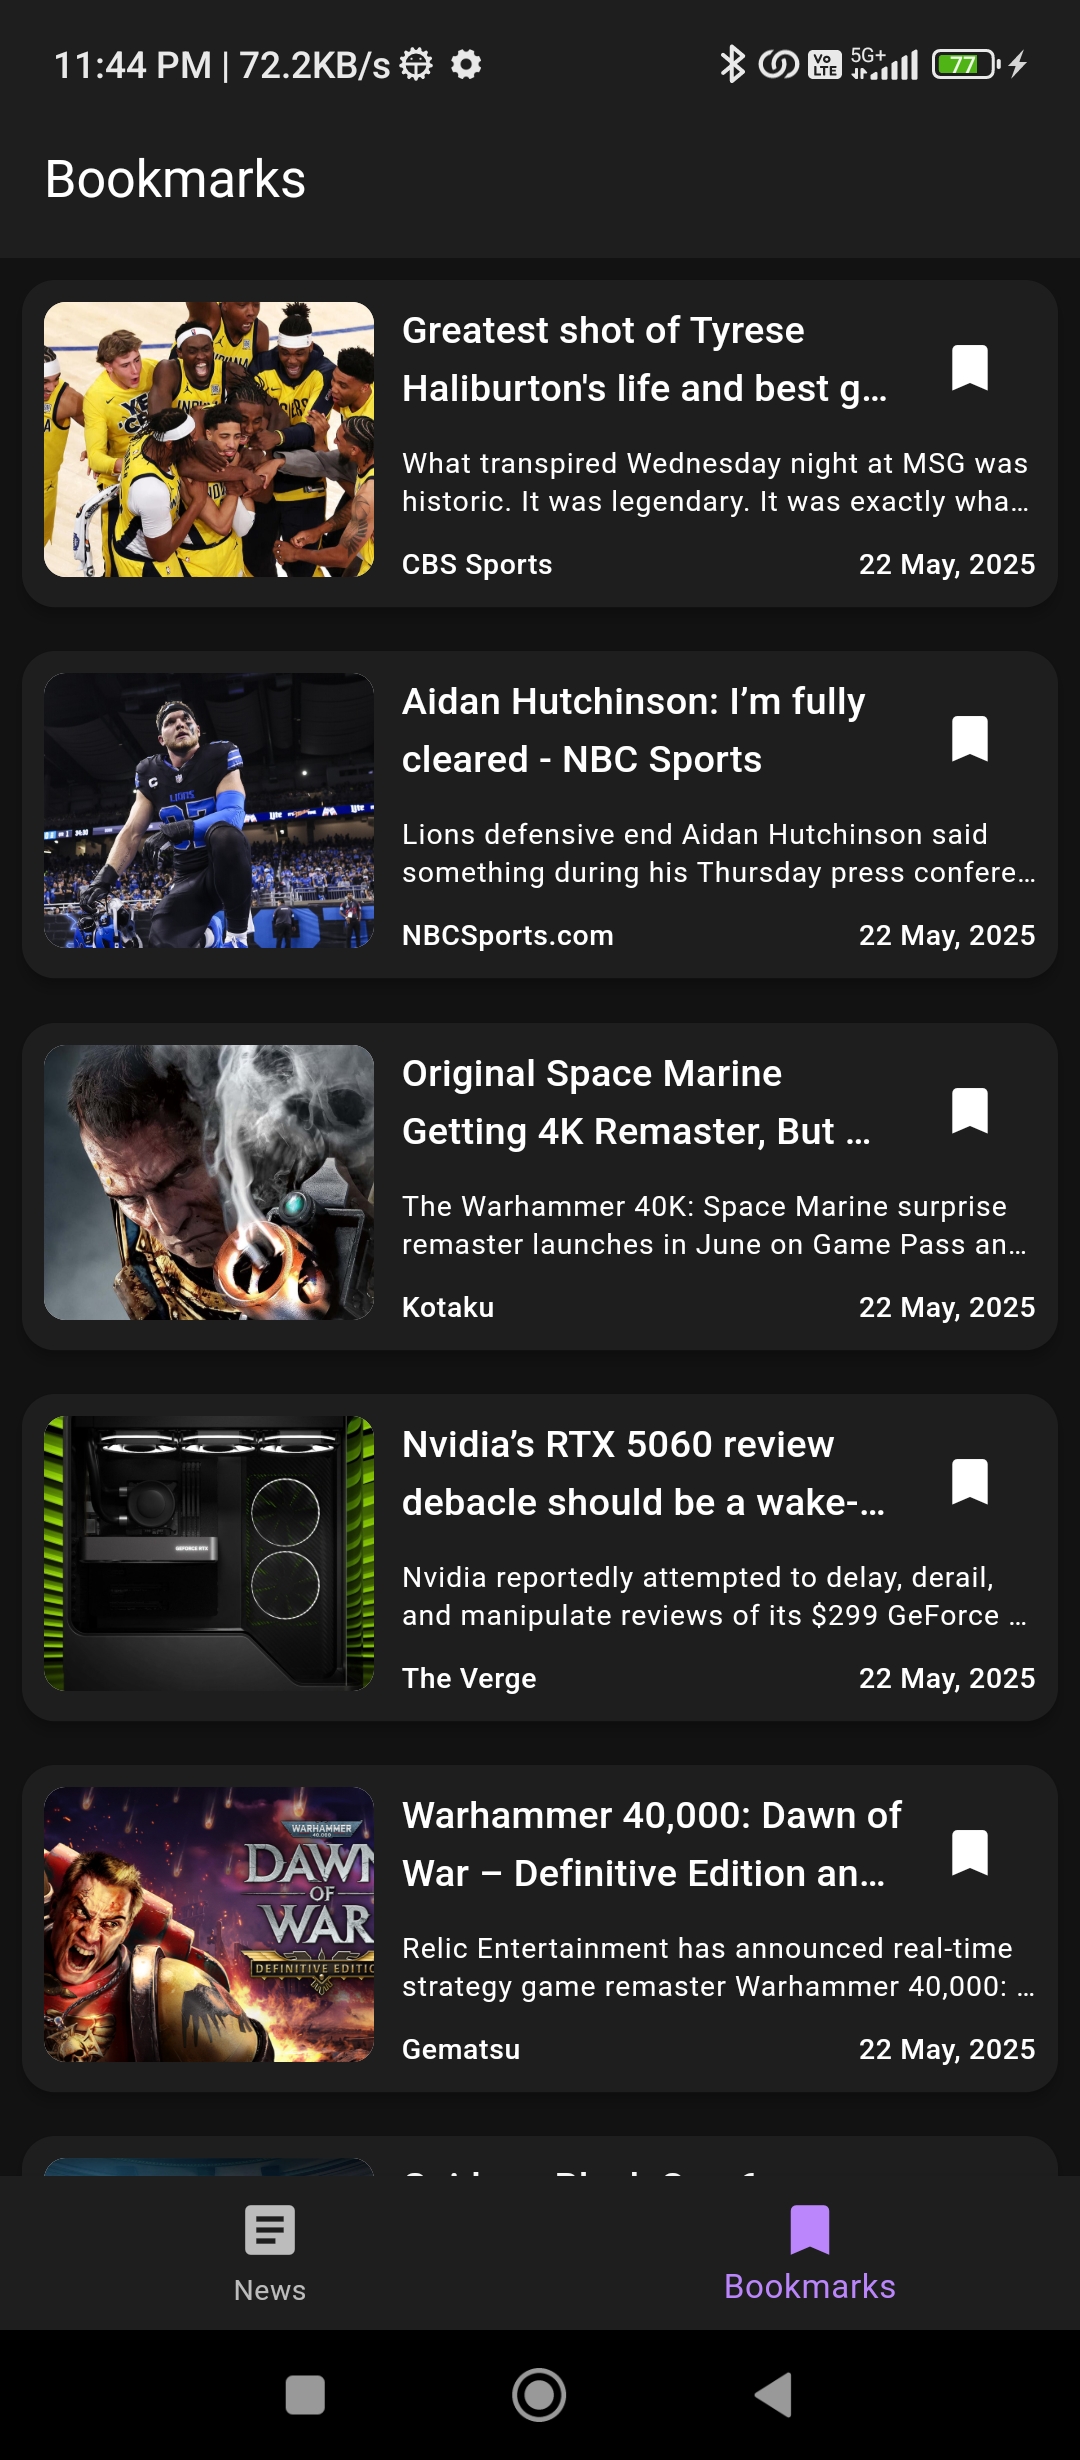 11:44 PM | 72.2KB/s
Vo LTE
5G+
77
Bookmarks
Greatest shot of Tyrese
Haliburton's life and best g…
What transpired Wednesday night at MSG was
historic. It was legendary. It was exactly wha…
CBS Sports 22 May, 2025
LIONS
97
Aidan Hutchinson: I’m fully
cleared - NBC Sports
Lions defensive end Aidan Hutchinson said
something during his Thursday press confere…
NBCSports.com 22 May, 2025
Original Space Marine
Getting 4K Remaster, But …
The Warhammer 40K: Space Marine surprise
remaster launches in June on Game Pass an…
Kotaku 22 May, 2025
GEFORCE RTX
Nvidia’s RTX 5060 review
debacle should be a wake-…
Nvidia reportedly attempted to delay, derail,
and manipulate reviews of its $299 GeForce …
The Verge 22 May, 2025
WARHAMMER
40,000
DAWN
OF
WAR
DEFINITIVE EDITIO
Warhammer 40,000: Dawn of
War – Definitive Edition an…
Relic Entertainment has announced real-time
strategy game remaster Warhammer 40,000: …
Gematsu 22 May, 2025
News
Bookmarks